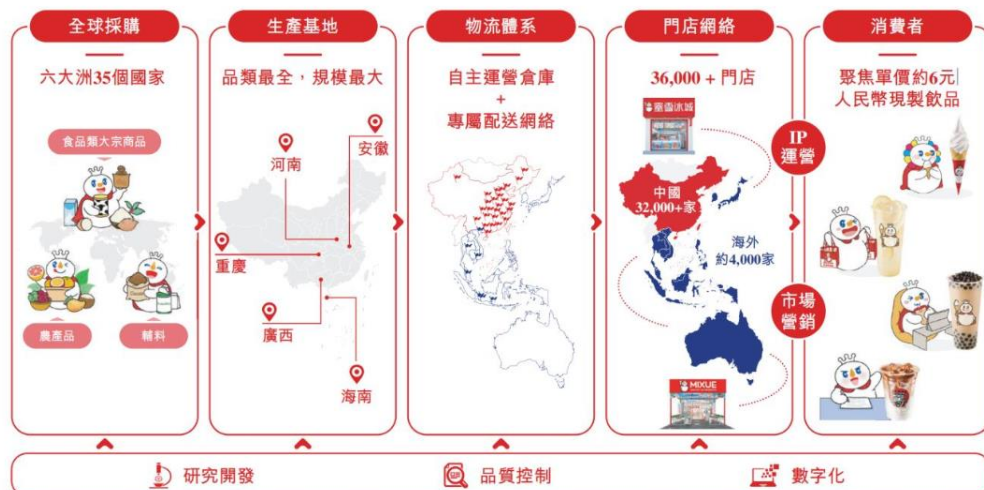 全球採購
六大洲35個國家
食品類大宗商品
農產品
輔料
生產基地
品類最全，規模最大
河南
安徽
重慶
廣西
海南
物流體系
自主運營倉庫
+
專屬配送網絡
門店網絡
36,000 + 門店
蜜雪冰城
中國
32,000+家
海外
約4,000家
MIXUE
IP
運營
市場
營銷
消費者
聚焦單價約6元
人民幣現製飲品
研究開發
品質控制
數字化